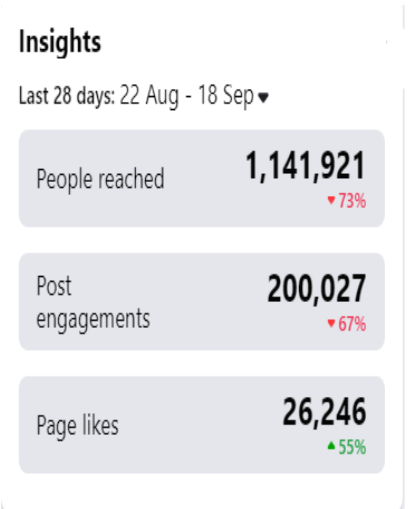 Insights
Last 28 days: 22 Aug - 18 Sep
People reached
1,141,921
73%
Post
engagements
200,027
67%
Page likes
26,246
55%